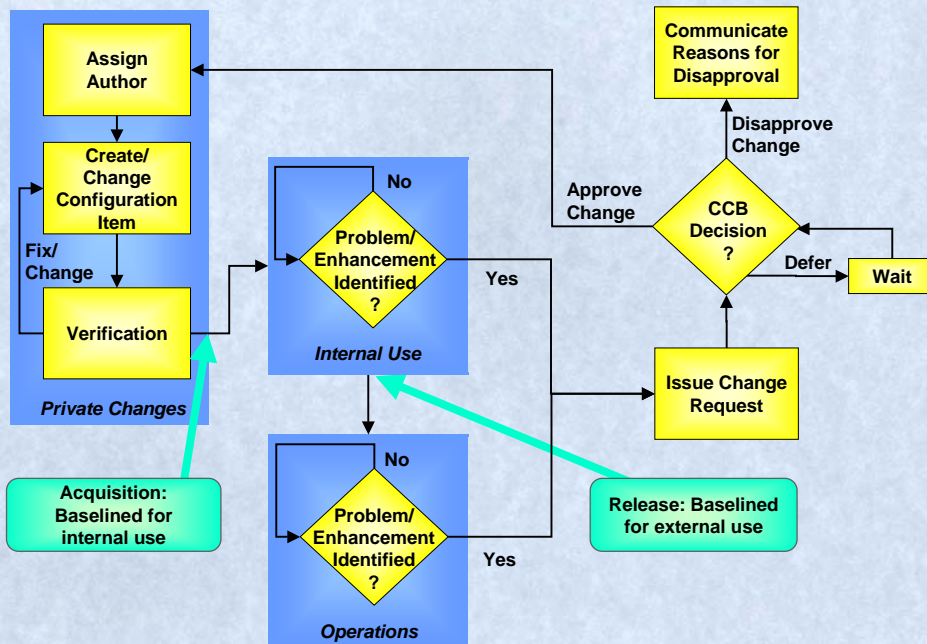 Assign
Author
Create/
Change
Configuration
Item
Fix/
Change
Verification
Private Changes
No
Problem/
Enhancement
Identified
?
Yes
Internal Use
No
Problem/
Enhancement
Identified
?
Yes
Operations
Communicate
Reasons for
Disapproval
Disapprove
Change
Approve
Change
CCB
Decision
?
Defer
Wait
Issue Change
Request
Acquisition:
Baselined for
internal use
Release: Baselined
for external use